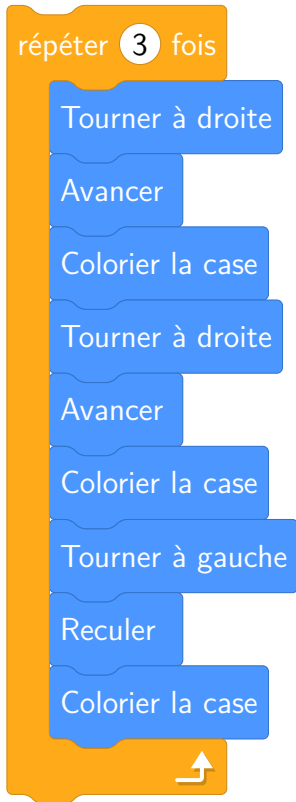 répéter 3 fois
Tourner à droite
Avancer
Colorier la case
Tourner à droite
Avancer
Colorier la case
Tourner à gauche
Reculer
Colorier la case